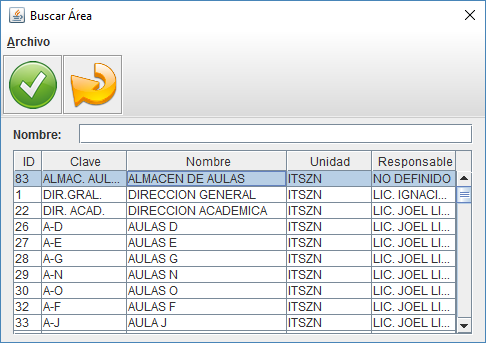 Buscar Área
Archivo
Nombre:
ID Clave Nombre Unidad Responsable
83 ALMAC. AUL... ALMACEN DE AULAS ITSZN NO DEFINIDO
1 DIR.GRAL. DIRECCION GENERAL ITSZN LIC. IGNACI...
22 DIR. ACAD. DIRECCION ACADEMICA ITSZN LIC. JOEL LI...
26 A-D AULAS D ITSZN LIC. JOEL LI...
27 A-E AULAS E ITSZN LIC. JOEL LI...
28 A-G AULAS G ITSZN LIC. JOEL LI...
29 A-N AULAS N ITSZN LIC. JOEL LI...
30 A-O AULAS O ITSZN LIC. JOEL LI...
32 A-F AULAS F ITSZN LIC. JOEL LI...
33 A-J AULA J ITSZN LIC. JOEL LI...